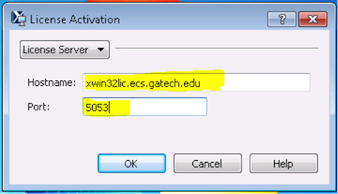 License Activation
License Server
Hostname: xwin32lic.ecs.gatech.edu
Port: 5053
OK Cancel Help